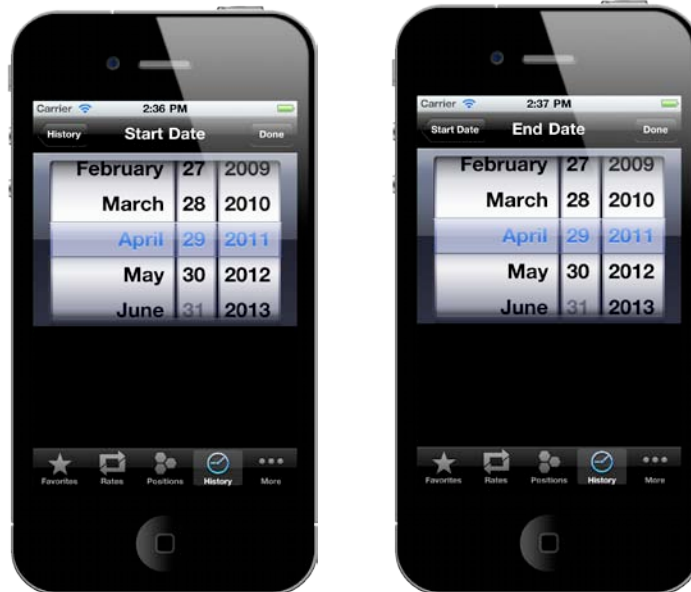 Carrier 2:36 PM
History Start Date Done
February 27 2009
March 28 2010
April 29 2011
May 30 2012
June 31 2013
Favorites Rates Positions History More
Carrier 2:37 PM
Start Date End Date Done
February 27 2009
March 28 2010
April 29 2011
May 30 2012
June 31 2013
Favorites Rates Positions History More